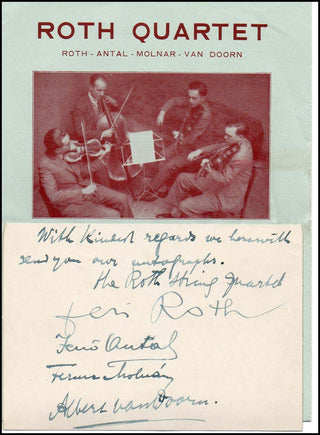 ROTH QUARTET
ROTH - ANTAL - MOLNAR - VAN DOORN
With kindest regards we herewith
send you our autographs.
the Roth String Quartet
Feri Roth
Jenö Antal
Ferenc Molnár
Albert van Doorn.